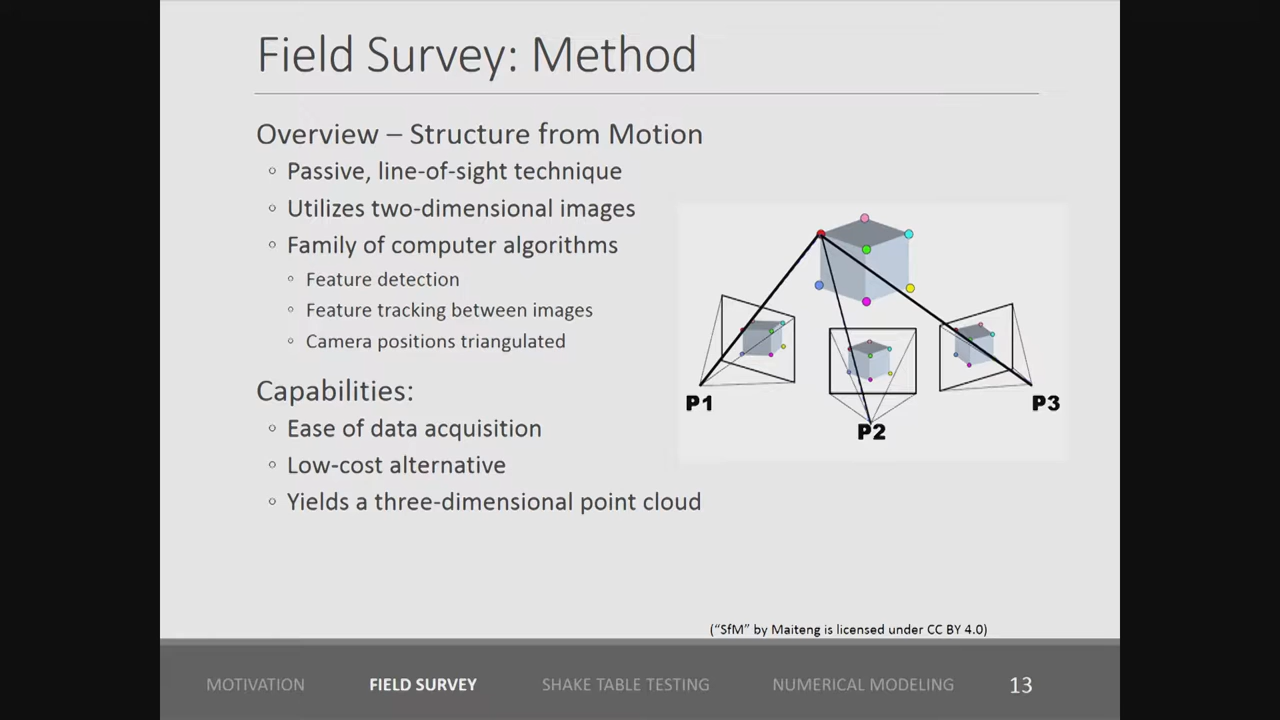 Field Survey: Method
Overview – Structure from Motion
◦ Passive, line-of-sight technique
◦ Utilizes two-dimensional images
◦ Family of computer algorithms
◦ Feature detection
◦ Feature tracking between images
◦ Camera positions triangulated
Capabilities:
◦ Ease of data acquisition
◦ Low-cost alternative
◦ Yields a three-dimensional point cloud
P1
P2
P3
(“SfM” by Maiteng is licensed under CC BY 4.0)
MOTIVATION FIELD SURVEY SHAKE TABLE TESTING NUMERICAL MODELING 13